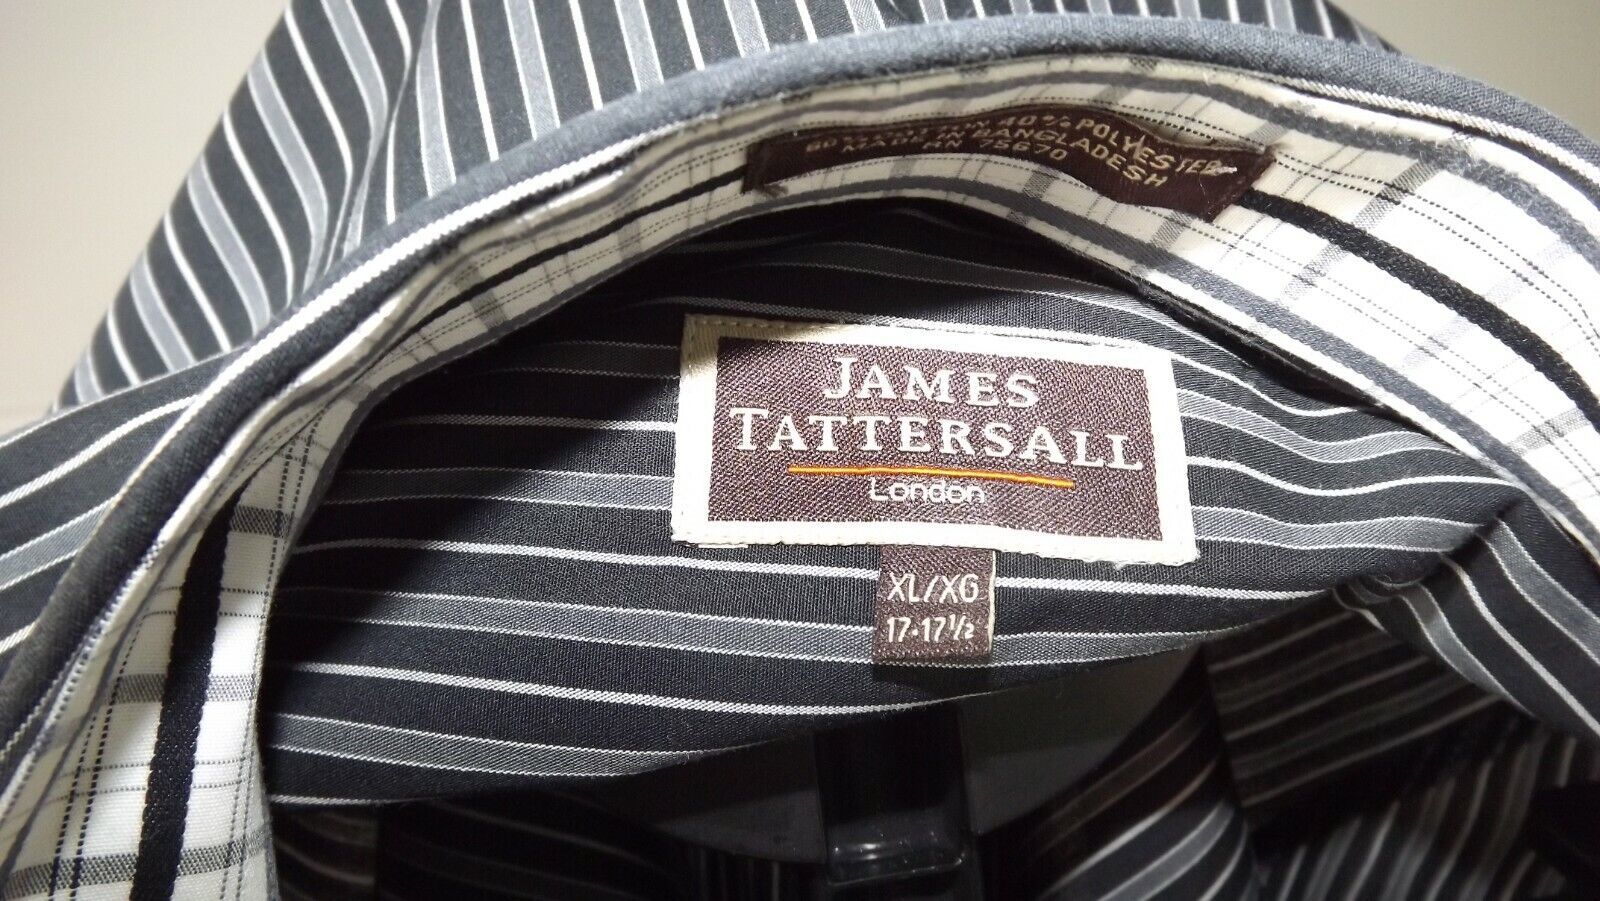 60% COTTON 40% POLYESTER
MADE IN BANGLADESH
RN 75670
JAMES
TATTERSALL
London
XL/XG
17-17½